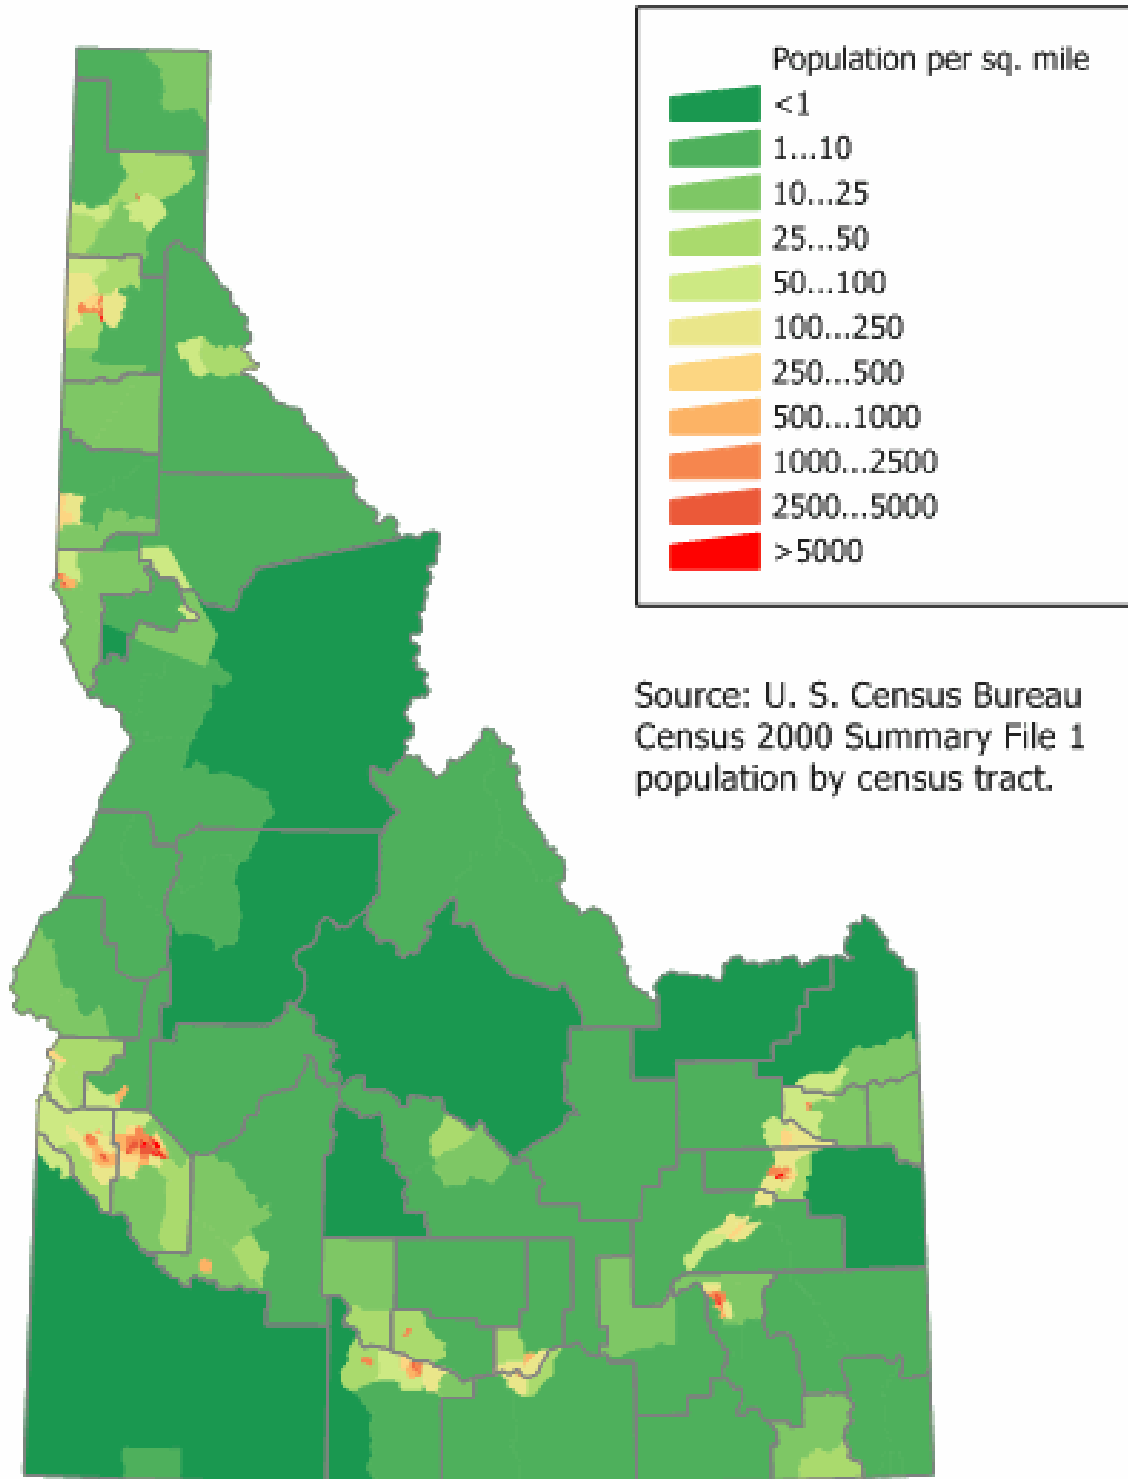 Population per sq. mile
<1
1...10
10...25
25...50
50...100
100...250
250...500
500...1000
1000...2500
2500...5000
>5000
Source: U. S. Census Bureau
Census 2000 Summary File 1
population by census tract.